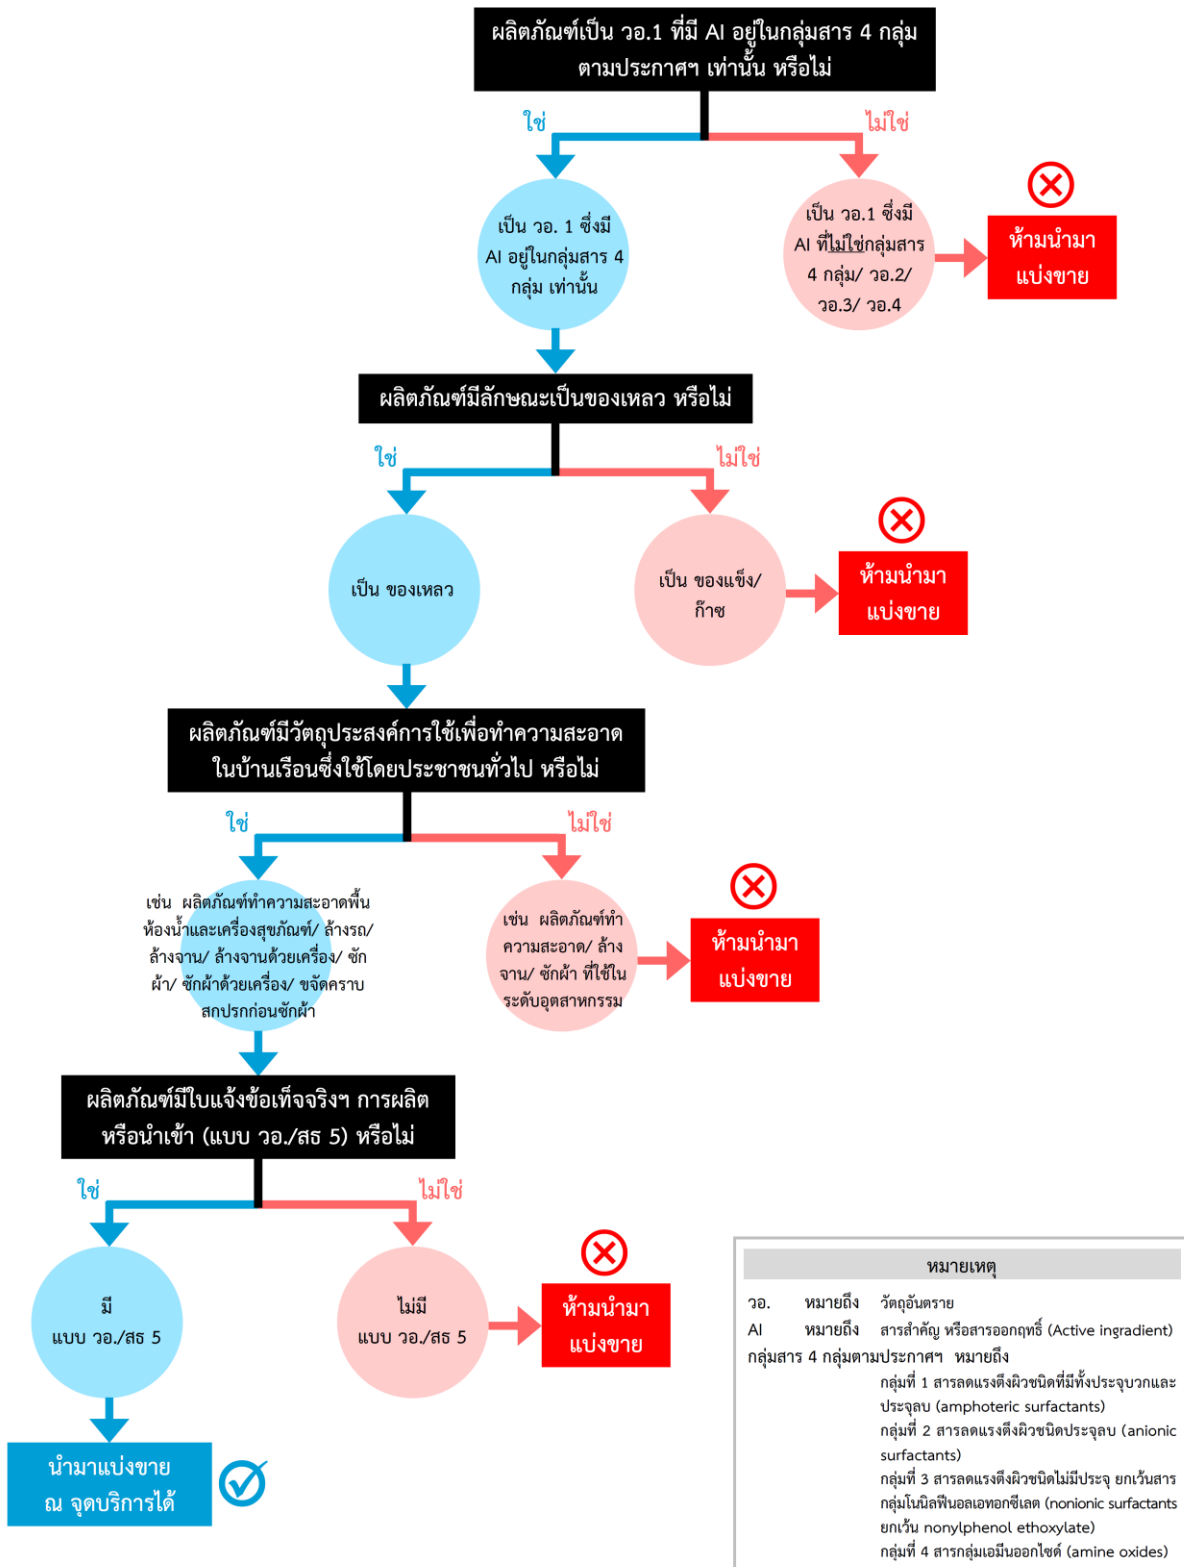 ผลิตภัณฑ์เป็น วอ.1 ที่มี AI อยู่ในกลุ่มสาร 4 กลุ่ม
ตามประกาศฯ เท่านั้น หรือไม่
ใช่
ไม่ใช่
เป็น วอ. 1 ซึ่งมี
AI อยู่ในกลุ่มสาร 4
กลุ่ม เท่านั้น
เป็น วอ.1 ซึ่งมี
AI ที่ไม่ใช่กลุ่มสาร
4 กลุ่ม/ วอ.2/
วอ.3/ วอ.4
ห้ามนำมา
แบ่งขาย
ผลิตภัณฑ์มีลักษณะเป็นของเหลว หรือไม่
ใช่
ไม่ใช่
เป็น ของเหลว
เป็น ของแข็ง/
ก๊าซ
ห้ามนำมา
แบ่งขาย
ผลิตภัณฑ์มีวัตถุประสงค์การใช้เพื่อทำความสะอาด
ในบ้านเรือนซึ่งใช้โดยประชาชนทั่วไป หรือไม่
ใช่
ไม่ใช่
เช่น ผลิตภัณฑ์ทำความสะอาดพื้น
ห้องน้ำและเครื่องสุขภัณฑ์/ ล้างรถ/
ล้างจาน/ ล้างจานด้วยเครื่อง/ ซัก
ผ้า/ ซักผ้าด้วยเครื่อง/ ขจัดคราบ
สกปรกก่อนซักผ้า
เช่น ผลิตภัณฑ์ทำ
ความสะอาด/ ล้าง
จาน/ ซักผ้า ที่ใช้ใน
ระดับอุตสาหกรรม
ห้ามนำมา
แบ่งขาย
ผลิตภัณฑ์มีใบแจ้งข้อเท็จจริงฯ การผลิต
หรือนำเข้า (แบบ วอ./สธ 5) หรือไม่
ใช่
ไม่ใช่
มี
แบบ วอ./สธ 5
ไม่มี
แบบ วอ./สธ 5
ห้ามนำมา
แบ่งขาย
นำมาแบ่งขาย
ณ จุดบริการได้
หมายเหตุ
วอ. หมายถึง วัตถุอันตราย
AI หมายถึง สารสำคัญ หรือสารออกฤทธิ์ (Active ingredient)
กลุ่มสาร 4 กลุ่มตามประกาศฯ หมายถึง
กลุ่มที่ 1 สารลดแรงตึงผิวชนิดที่มีทั้งประจุบวกและ
ประจุลบ (amphoteric surfactants)
กลุ่มที่ 2 สารลดแรงตึงผิวชนิดประจุลบ (anionic
surfactants)
กลุ่มที่ 3 สารลดแรงตึงผิวชนิดไม่มีประจุ ยกเว้นสาร
กลุ่มโนนิลฟีนอลเอทอกซีเลต (nonionic surfactants
ยกเว้น nonylphenol ethoxylate)
กลุ่มที่ 4 สารกลุ่มเอมีนออกไซด์ (amine oxides)